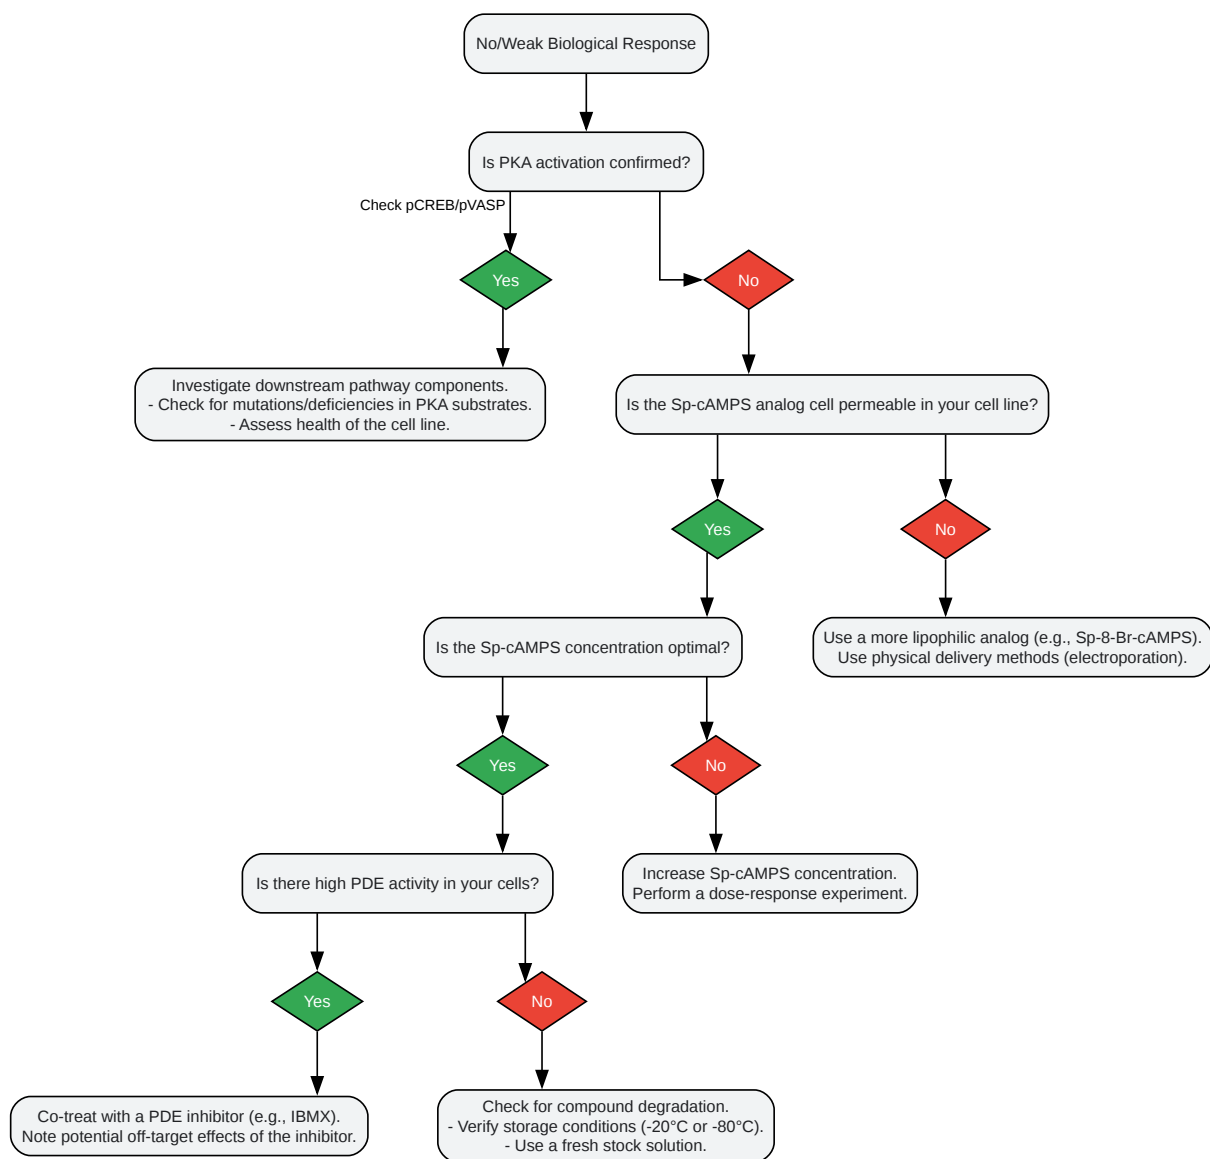 No/Weak Biological Response
Is PKA activation confirmed?
Check pCREB/pVASP
Yes
No
Investigate downstream pathway components.
- Check for mutations/deficiencies in PKA substrates.
- Assess health of the cell line.
Is the Sp-cAMPS analog cell permeable in your cell line?
Yes
No
Is the Sp-cAMPS concentration optimal?
Use a more lipophilic analog (e.g., Sp-8-Br-cAMPS).
Use physical delivery methods (electroporation).
Yes
No
Is there high PDE activity in your cells?
Increase Sp-cAMPS concentration.
Perform a dose-response experiment.
Yes
No
Co-treat with a PDE inhibitor (e.g., IBMX).
Note potential off-target effects of the inhibitor.
Check for compound degradation.
- Verify storage conditions (-20°C or -80°C).
- Use a fresh stock solution.